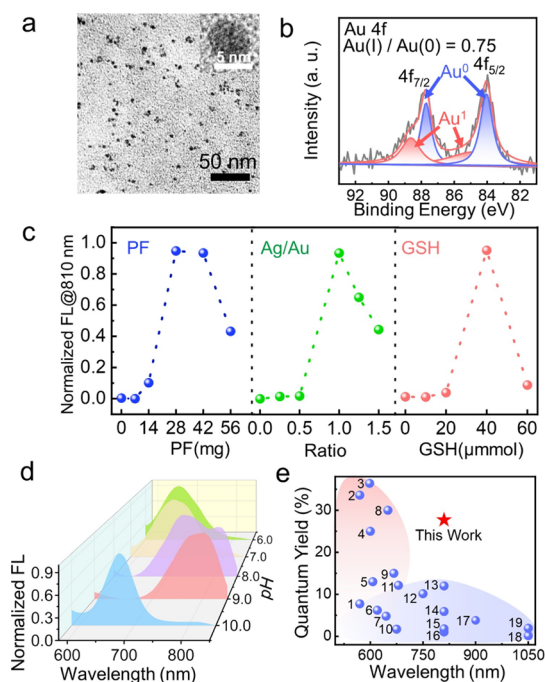 a
5 nm
50 nm
b
Au 4f
Au(I) / Au(0) = 0.75
4f7/2
Au⁰
4f5/2
Au¹
Intensity (a. u.)
92 90 88 86 84 82
Binding Energy (eV)
c
PF
Ag/Au
GSH
Normalized FL@810 nm
1.0
0.8
0.6
0.4
0.2
0.0
0 14 28 42 56
0.0 0.5 1.0 1.5
0 20 40 60
PF(mg)
Ratio
GSH(μmmol)
d
Normalized FL
0.9
0.6
0.3
0.0
600 700 800
Wavelength (nm)
6.0
7.0
8.0
9.0
10.0
pH
e
Quantum Yield (%)
30
20
10
0
3
2
8
This Work
4
9
5
11
13
12
1
6
14
7
15
17
19
10
16
18
600 750 900 1050
Wavelength (nm)